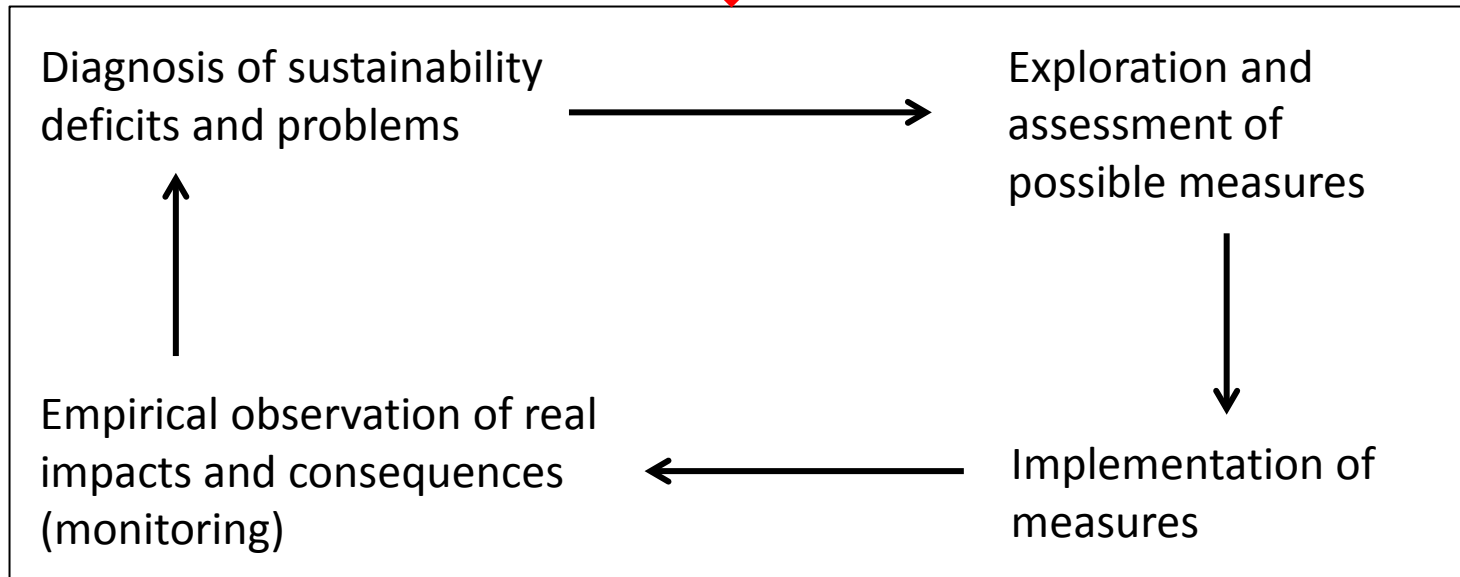 Diagnosis of sustainability
deficits and problems
Exploration and
assessment of
possible measures
Empirical observation of real
impacts and consequences
(monitoring)
Implementation of
measures